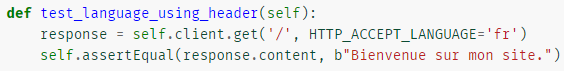 def test_language_using_header(self):
    response = self.client.get('/', HTTP_ACCEPT_LANGUAGE='fr')
    self.assertEqual(response.content, b"Bienvenue sur mon site.")